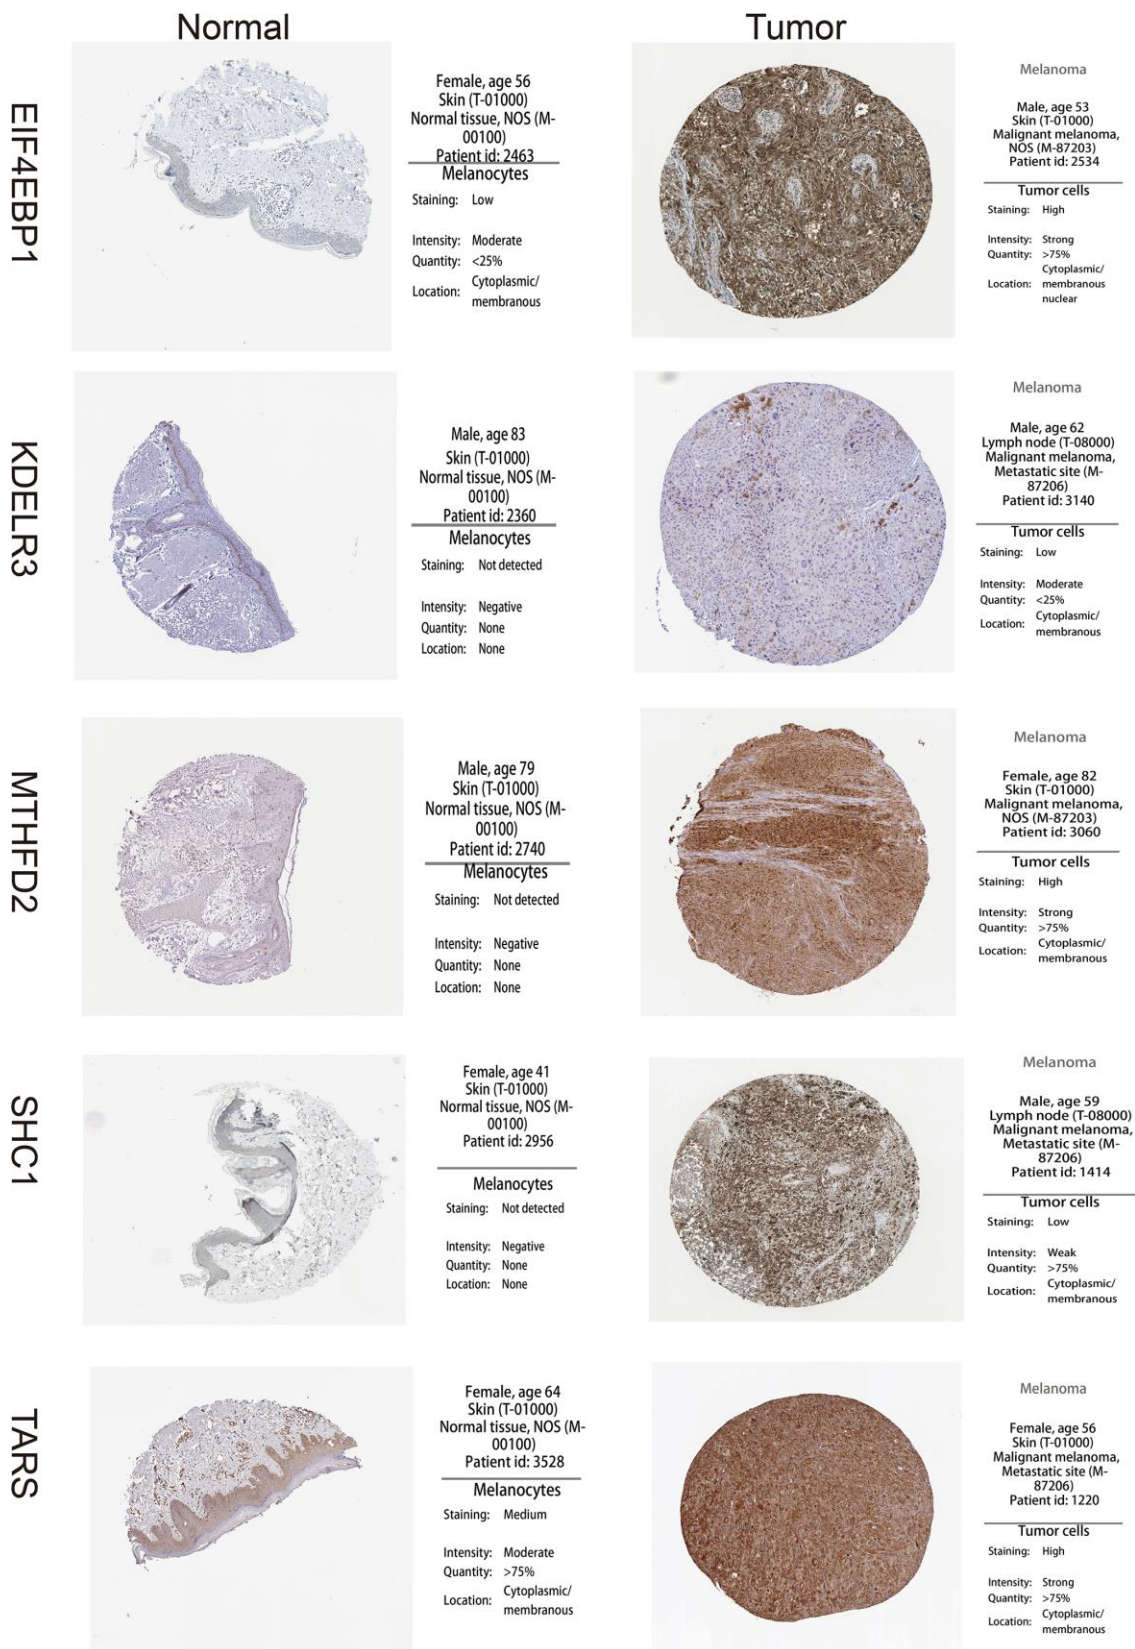 Normal
Tumor
EIF4EBP1
Female, age 56
Skin (T-01000)
Normal tissue, NOS (M-
00100)
Patient id: 2463
Melanocytes
Staining: Low
Intensity: Moderate
Quantity: <25%
Location: Cytoplasmic/
membranous
Melanoma
Male, age 53
Skin (T-01000)
Malignant melanoma,
NOS (M-87203)
Patient id: 2534
Tumor cells
Staining: High
Intensity: Strong
Quantity: >75%
Cytoplasmic/
Location: membranous
nuclear
KDELR3
Male, age 83
Skin (T-01000)
Normal tissue, NOS (M-
00100)
Patient id: 2360
Melanocytes
Staining: Not detected
Intensity: Negative
Quantity: None
Location: None
Melanoma
Male, age 62
Lymph node (T-08000)
Malignant melanoma,
Metastatic site (M-
87206)
Patient id: 3140
Tumor cells
Staining: Low
Intensity: Moderate
Quantity: <25%
Location: Cytoplasmic/
membranous
MTHFD2
Male, age 79
Skin (T-01000)
Normal tissue, NOS (M-
00100)
Patient id: 2740
Melanocytes
Staining: Not detected
Intensity: Negative
Quantity: None
Location: None
Melanoma
Female, age 82
Skin (T-01000)
Malignant melanoma,
NOS (M-87203)
Patient id: 3060
Tumor cells
Staining: High
Intensity: Strong
Quantity: >75%
Location: Cytoplasmic/
membranous
SHC1
Female, age 41
Skin (T-01000)
Normal tissue, NOS (M-
00100)
Patient id: 2956
Melanocytes
Staining: Not detected
Intensity: Negative
Quantity: None
Location: None
Melanoma
Male, age 59
Lymph node (T-08000)
Malignant melanoma,
Metastatic site (M-
87206)
Patient id: 1414
Tumor cells
Staining: Low
Intensity: Weak
Quantity: >75%
Location: Cytoplasmic/
membranous
TARS
Female, age 64
Skin (T-01000)
Normal tissue, NOS (M-
00100)
Patient id: 3528
Melanocytes
Staining: Medium
Intensity: Moderate
Quantity: >75%
Location: Cytoplasmic/
membranous
Melanoma
Female, age 56
Skin (T-01000)
Malignant melanoma,
Metastatic site (M-
87206)
Patient id: 1220
Tumor cells
Staining: High
Intensity: Strong
Quantity: >75%
Location: Cytoplasmic/
membranous